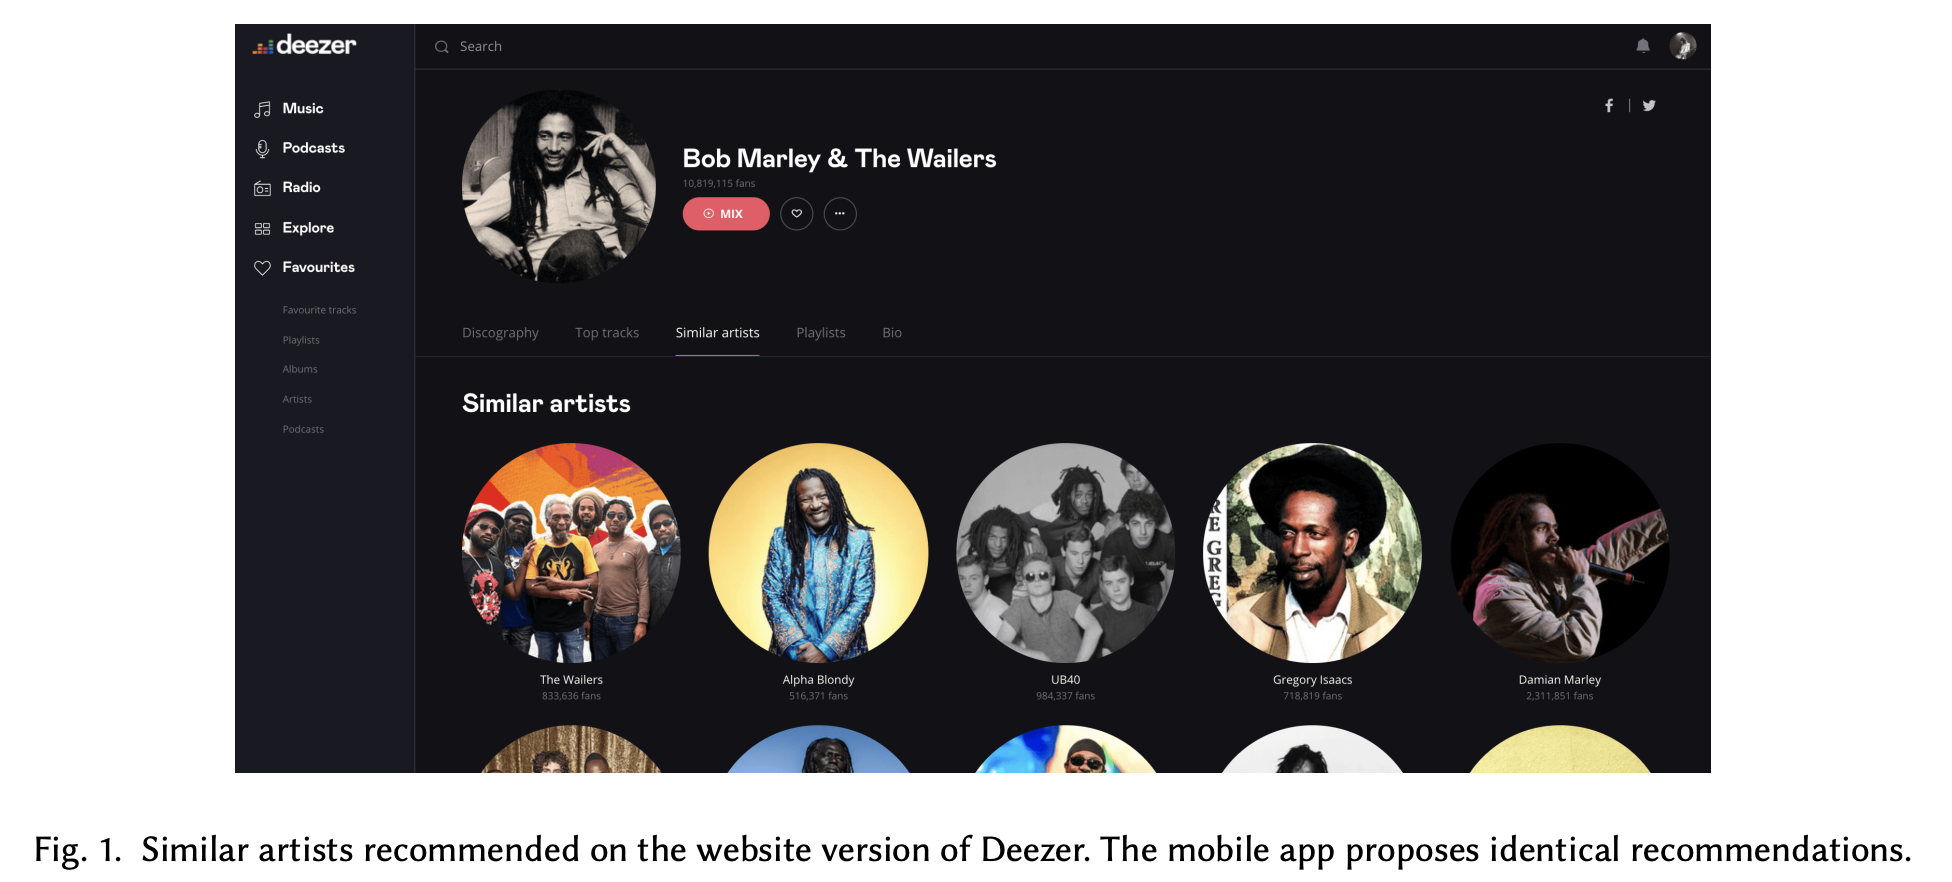 deezer
Search
Music
Podcasts
Radio
Explore
Favourites
Favourite tracks
Playlists
Albums
Artists
Podcasts
Bob Marley & The Wailers
10,819,115 fans
MIX
Discography Top tracks Similar artists Playlists Bio
Similar artists
RE GREG
The Wailers
833,636 fans
Alpha Blondy
516,371 fans
UB40
984,337 fans
Gregory Isaacs
718,819 fans
Damian Marley
2,311,851 fans
Fig. 1. Similar artists recommended on the website version of Deezer. The mobile app proposes identical recommendations.